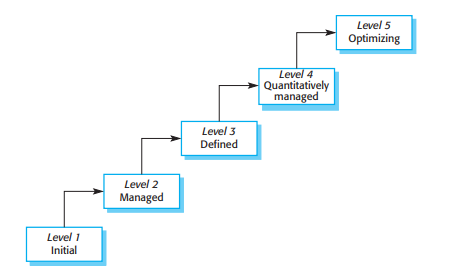 Level 5
Optimizing
Level 4
Quantitatively
managed
Level 3
Defined
Level 2
Managed
Level 1
Initial